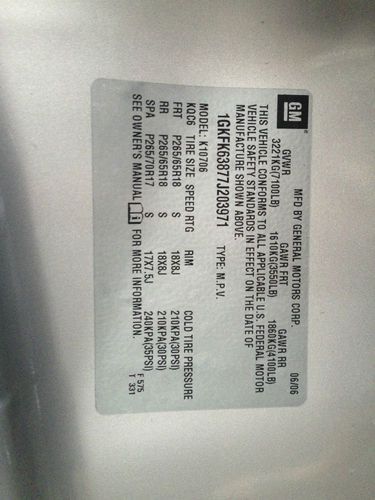 GM
MFD BY GENERAL MOTORS CORP. 06/06
GVWR GAWR FRT GAWR RR
3221KG(7100LB) 1610KG(3550LB) 1860KG(4100LB)
THIS VEHICLE CONFORMS TO ALL APPLICABLE U.S. FEDERAL MOTOR
VEHICLE SAFETY STANDARDS IN EFFECT ON THE DATE OF
MANUFACTURE SHOWN ABOVE.
1GKFK63877J203971 TYPE: M.P.V.
MODEL: K10706
KQC6 TIRE SIZE SPEED RTG RIM COLD TIRE PRESSURE
FRT P265/65R18 S 18X8J 210KPA(30PSI)
RR P265/65R18 S 18X8J 210KPA(30PSI)
SPA P265/70R17 S 17X7.5J 240KPA(35PSI)
SEE OWNER'S MANUAL FOR MORE INFORMATION.
F 575
T 331